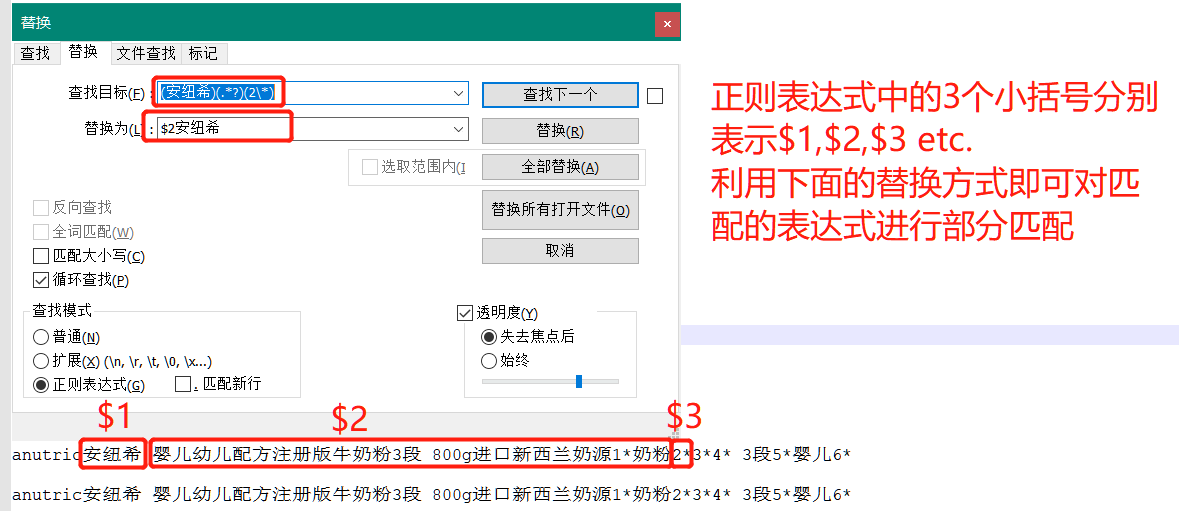 替换
×
查找 替换 文件查找 标记
查找目标(F) : (安纽希)(.*?)(2\*) 查找下一个
替换为(L) : $2安纽希 替换(R)
选取范围内(I 全部替换(A)
替换所有打开文件(O)
取消
反向查找
全词匹配(W)
匹配大小写(C)
循环查找(P)
查找模式
普通(N)
扩展(X) (\n, \r, \t, \0, \x...)
正则表达式(G) . 匹配新行
透明度(Y)
失去焦点后
始终
正则表达式中的3个小括号分别
表示$1,$2,$3 etc.
利用下面的替换方式即可对匹
配的表达式进行部分匹配
$1 $2 $3
anutric安纽希 婴儿幼儿配方注册版牛奶粉3段 800g进口新西兰奶源1*奶粉2*3*4* 3段5*婴儿6*
anutric安纽希 婴儿幼儿配方注册版牛奶粉3段 800g进口新西兰奶源1*奶粉2*3*4* 3段5*婴儿6*